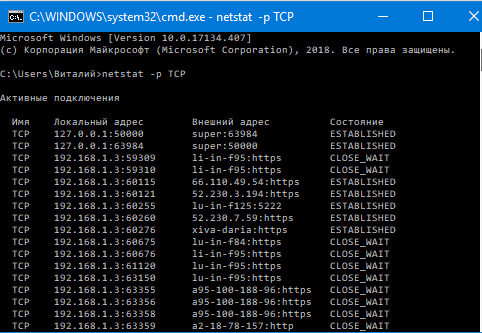 C:\WINDOWS\system32\cmd.exe - netstat -p TCP
Microsoft Windows [Version 10.0.17134.407]
(c) Корпорация Майкрософт (Microsoft Corporation), 2018. Все права защищены.
C:\Users\Виталий>netstat -p TCP
Активные подключения
Имя Локальный адрес Внешний адрес Состояние
TCP 127.0.0.1:50000 super:63984 ESTABLISHED
TCP 127.0.0.1:63984 super:50000 ESTABLISHED
TCP 192.168.1.3:59309 li-in-f95:https CLOSE_WAIT
TCP 192.168.1.3:59310 li-in-f95:https CLOSE_WAIT
TCP 192.168.1.3:60115 66.110.49.54:https ESTABLISHED
TCP 192.168.1.3:60121 52.230.3.194:https ESTABLISHED
TCP 192.168.1.3:60255 lu-in-f125:5222 ESTABLISHED
TCP 192.168.1.3:60260 52.230.7.59:https ESTABLISHED
TCP 192.168.1.3:60276 xiva-daria:https ESTABLISHED
TCP 192.168.1.3:60675 lu-in-f84:https CLOSE_WAIT
TCP 192.168.1.3:60676 li-in-f95:https CLOSE_WAIT
TCP 192.168.1.3:61120 lu-in-f95:https CLOSE_WAIT
TCP 192.168.1.3:63150 li-in-f95:https CLOSE_WAIT
TCP 192.168.1.3:63355 a95-100-188-96:https CLOSE_WAIT
TCP 192.168.1.3:63356 a95-100-188-96:https CLOSE_WAIT
TCP 192.168.1.3:63358 a95-100-188-96:https CLOSE_WAIT
TCP 192.168.1.3:63359 a2-18-78-157:http CLOSE_WAIT